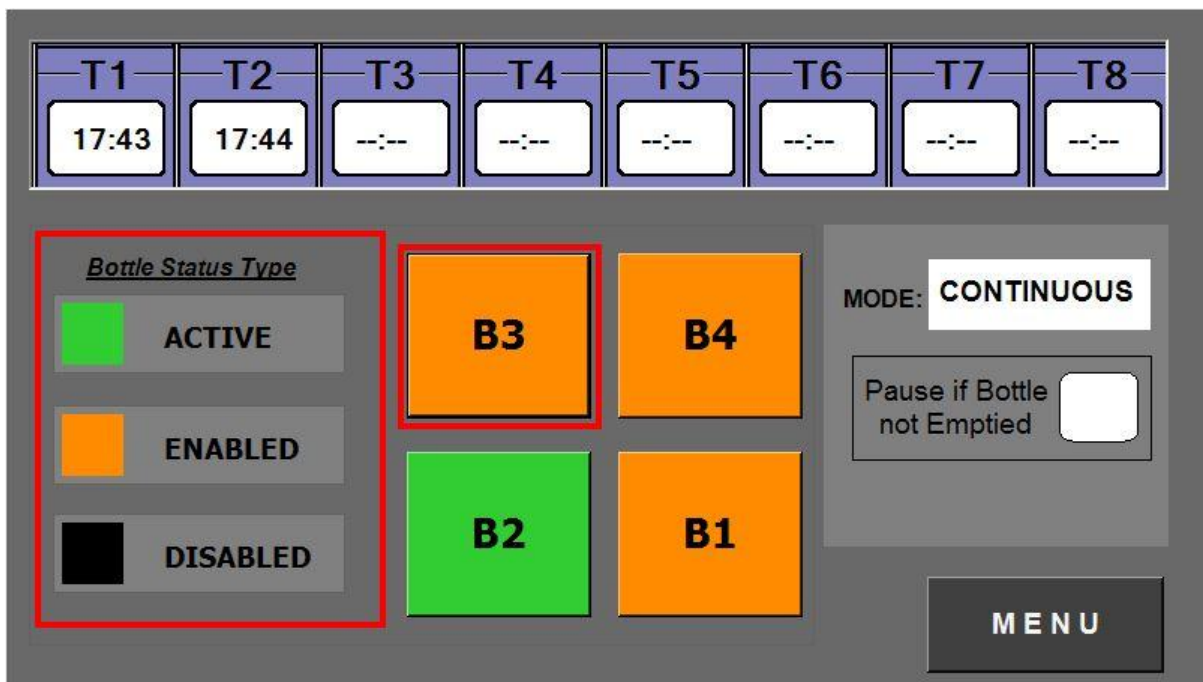 T1 T2 T3 T4 T5 T6 T7 T8
17:43 17:44 --:-- --:-- --:-- --:-- --:-- --:--
Bottle Status Type
ACTIVE
ENABLED
DISABLED
B3 B4
B2 B1
MODE: CONTINUOUS
Pause if Bottle
not Emptied
MENU